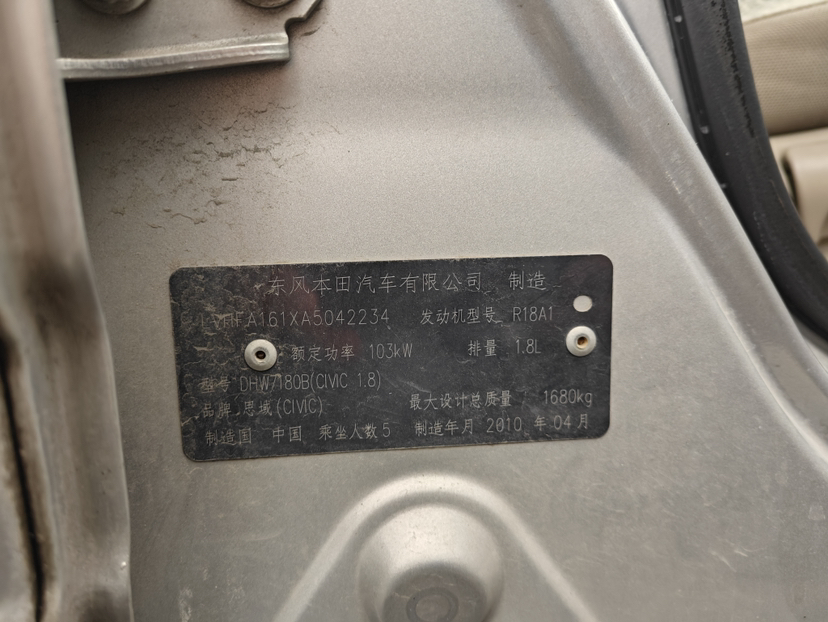 东风本田汽车有限公司 制造
LVHFA161XA5042234 发动机型号 R18A1
额定功率 103kW 排量 1.8L
型号 DHW7180B(CIVIC 1.8)
品牌 思域(CIVIC) 最大设计总质量 1680kg
制造国 中国 乘坐人数 5 制造年月 2010 年 04 月